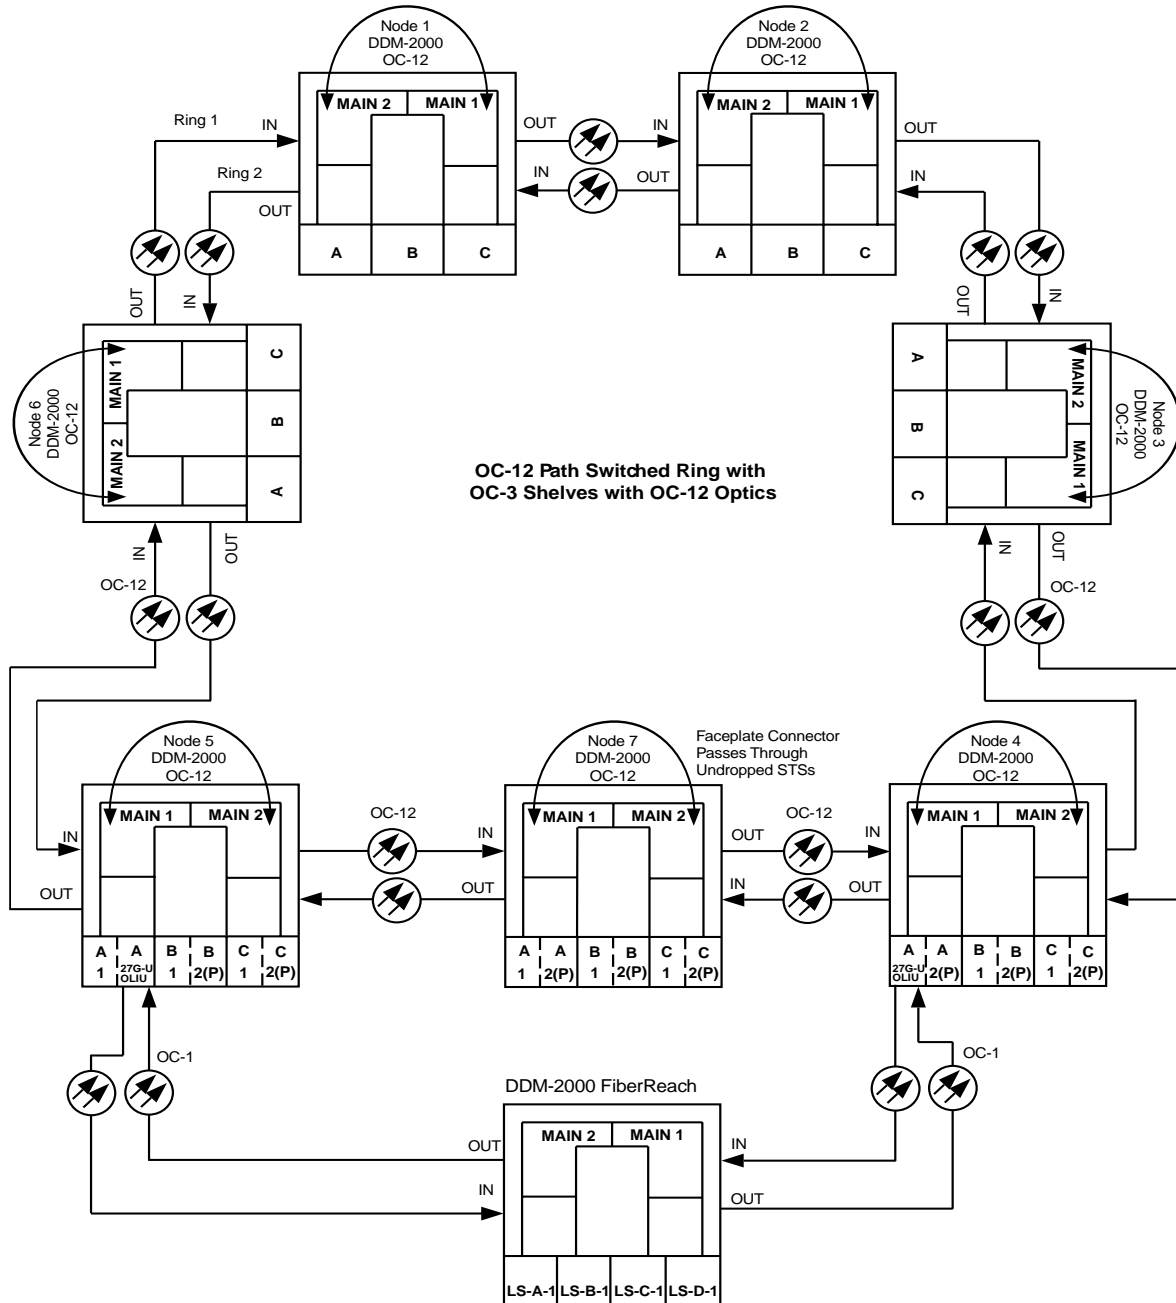 Node 1
DDM-2000
OC-12
MAIN 2
MAIN 1
A
B
C
Node 2
DDM-2000
OC-12
MAIN 2
MAIN 1
A
B
C
Ring 1
IN
Ring 2
OUT
OUT
IN
IN
OUT
OUT
IN
OUT
IN
OUT
IN
Node 6
DDM-2000
OC-12
MAIN 1
MAIN 2
C
B
A
OC-12 Path Switched Ring with
OC-3 Shelves with OC-12 Optics
A
B
C
MAIN 2
MAIN 1
Node 3
DDM-2000
OC-12
IN
OUT
OC-12
IN
OUT
OC-12
Node 5
DDM-2000
OC-12
MAIN 1
MAIN 2
IN
OUT
A
1
A
27G-U
OLIU
B
1
B
2(P)
C
1
C
2(P)
OC-12
IN
OUT
Node 7
DDM-2000
OC-12
MAIN 1
MAIN 2
A
1
A
2(P)
B
1
B
2(P)
C
1
C
2(P)
Faceplate Connector
Passes Through
Undropped STSs
OUT
OC-12
IN
IN
OUT
Node 4
DDM-2000
OC-12
MAIN 1
MAIN 2
A
27G-U
OLIU
A
2(P)
B
1
B
2(P)
C
1
C
2(P)
OC-1
OC-1
DDM-2000 FiberReach
MAIN 2
MAIN 1
OUT
IN
IN
OUT
LS-A-1
LS-B-1
LS-C-1
LS-D-1